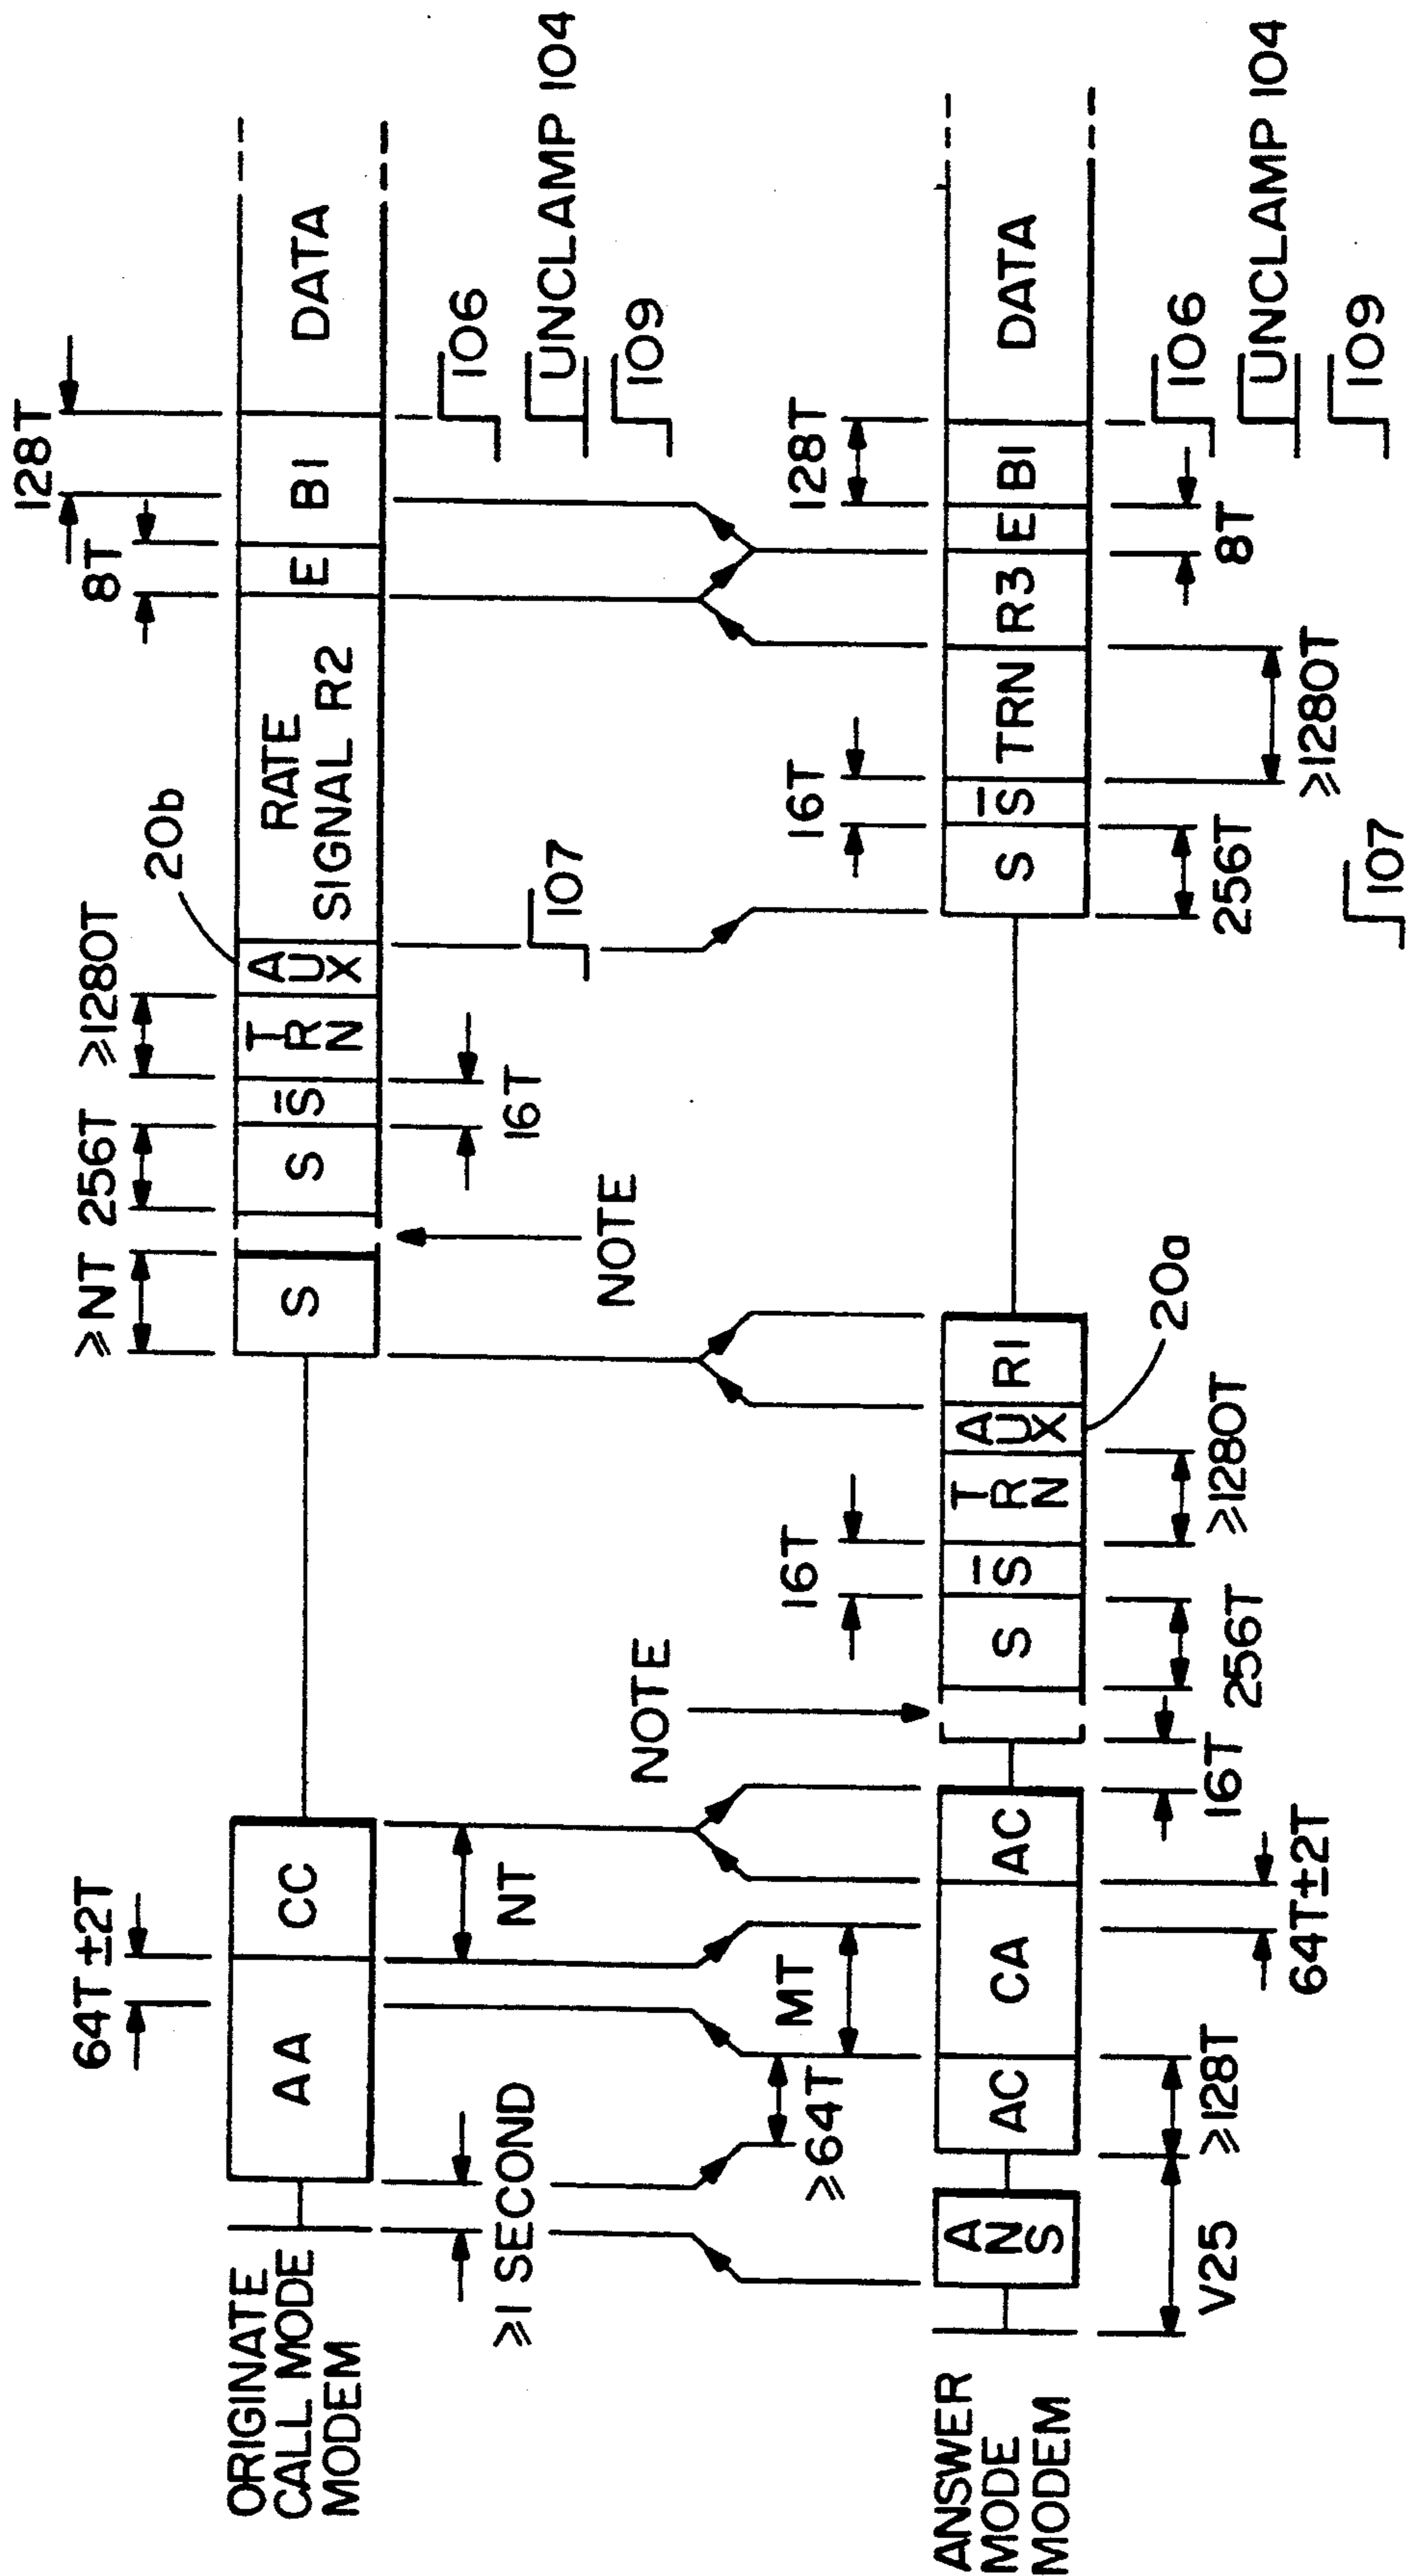 ORIGINATE
CALL MODE
MODEM
64T±2T
≥NT
256T
≥1280T
20b
8T
128T
AA
CC
S
S
S̄
TRN
AUX
RATE
SIGNAL R2
E
B1
DATA
≥1 SECOND
NT
NOTE
16T
107
106
UNCLAMP 104
109
≥64T
MT
NOTE
16T
16T
128T
ANSWER
MODE
MODEM
ANS
AC
CA
AC
S
S̄
TRN
AUX
R1
S
S̄
TRN
R3
E
B1
DATA
V25
≥128T
64T±2T
16T
256T
≥1280T
20a
256T
≥1280T
8T
107
106
UNCLAMP 104
109